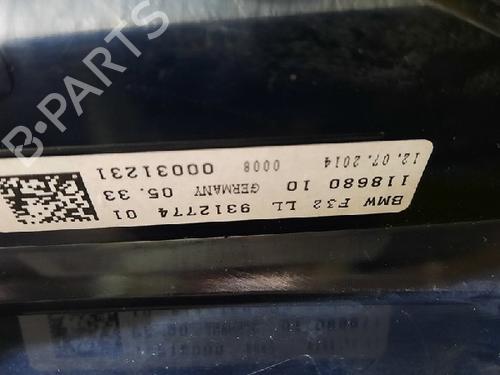 BMW F32 LL 9312774 01
118680 10 GERMANY 05.33
12.07.2014 0008 00031231
B-PARTS